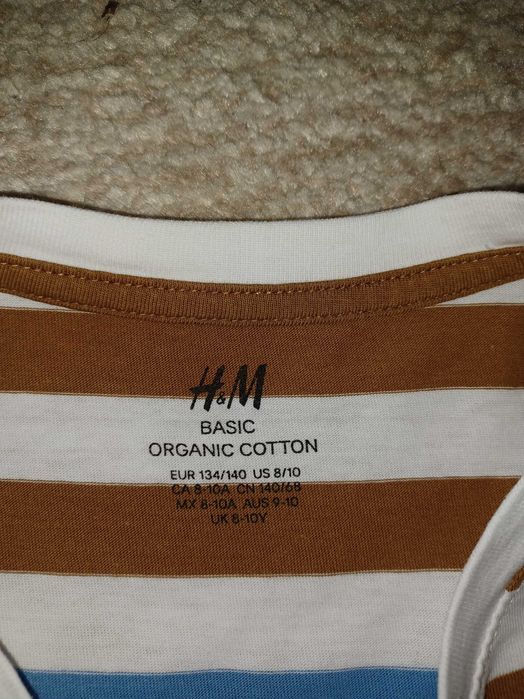 H&M
BASIC
ORGANIC COTTON
EUR 134/140 US 8/10
CA 8-10A CN 140/68
MX 8-10A AUS 9-10
UK 8-10Y